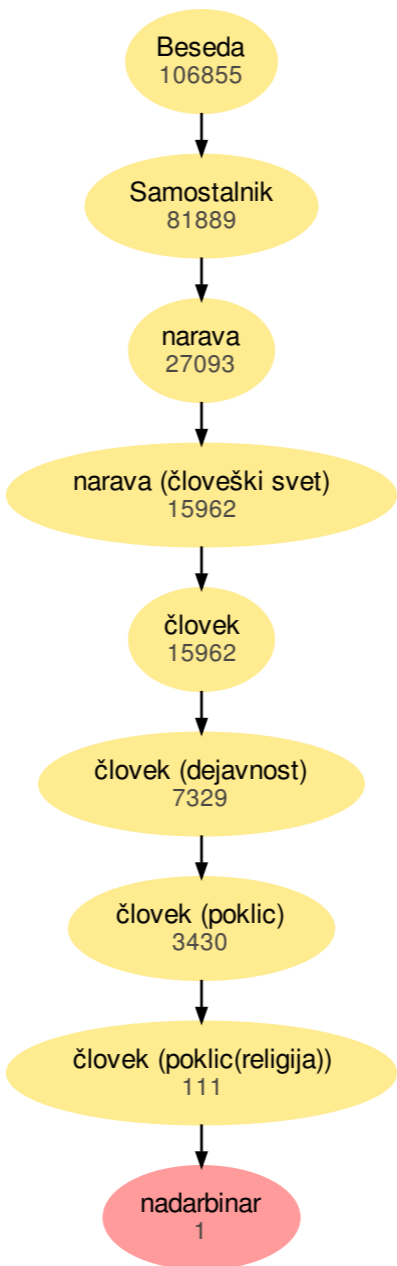 Beseda
106855
Samostalnik
81889
narava
27093
narava (človeški svet)
15962
človek
15962
človek (dejavnost)
7329
človek (poklic)
3430
človek (poklic(religija))
111
nadarbinar
1